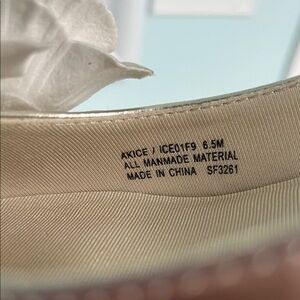 AKICE / ICE01F9 6.5M
ALL MANMADE MATERIAL
MADE IN CHINA SF3261